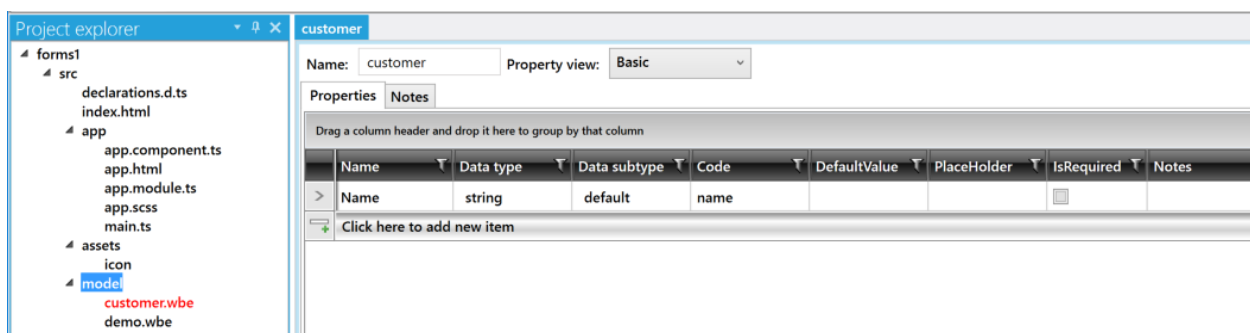 Project explorer
forms1
src
declarations.d.ts
index.html
app
app.component.ts
app.html
app.module.ts
app.scss
main.ts
assets
icon
model
customer.wbe
demo.wbe
customer
Name: customer Property view: Basic
Properties Notes
Drag a column header and drop it here to group by that column
Name Data type Data subtype Code DefaultValue PlaceHolder IsRequired Notes
Name string default name
Click here to add new item